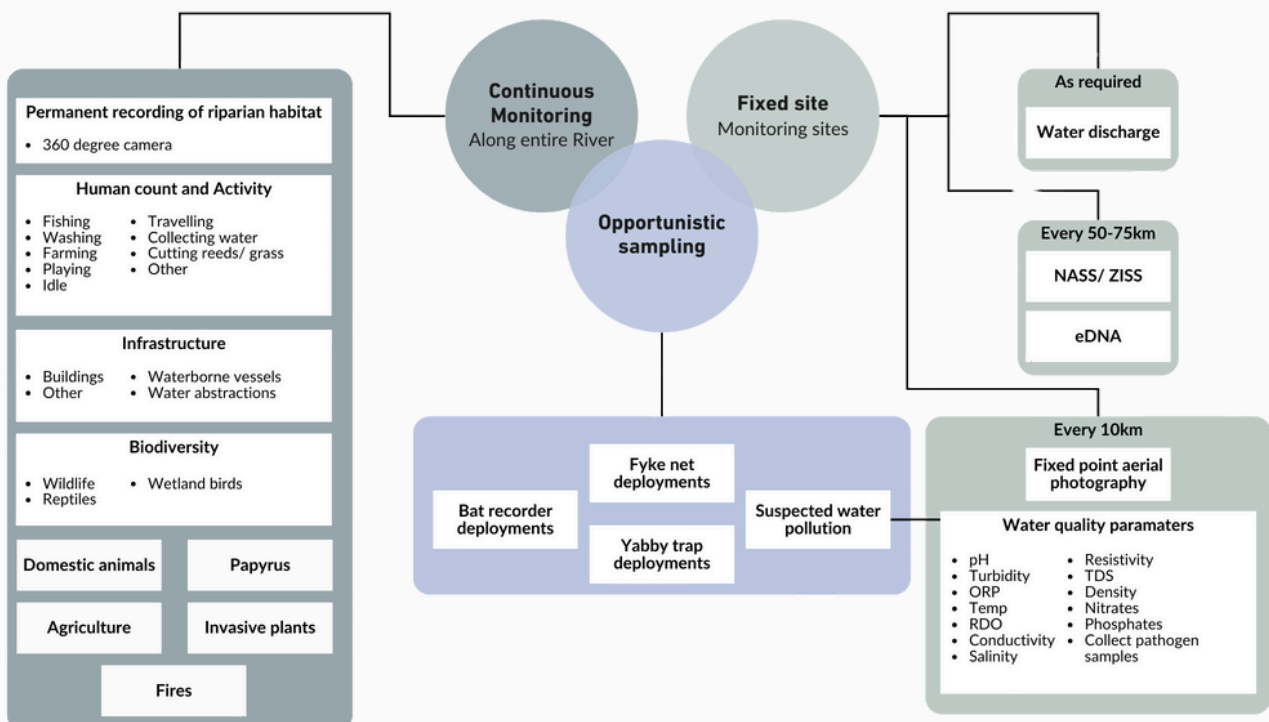 Continuous
Monitoring
Along entire River
Fixed site
Monitoring sites
Opportunistic
sampling
Permanent recording of riparian habitat
• 360 degree camera
Human count and Activity
• Fishing
• Washing
• Farming
• Playing
• Idle
• Travelling
• Collecting water
• Cutting reeds/ grass
• Other
Infrastructure
• Buildings
• Other
• Waterborne vessels
• Water abstractions
Biodiversity
• Wildlife
• Reptiles
• Wetland birds
Domestic animals
Papyrus
Agriculture
Invasive plants
Fires
Bat recorder
deployments
Fyke net
deployments
Yabby trap
deployments
Suspected water
pollution
As required
Water discharge
Every 50-75km
NASS/ ZISS
eDNA
Every 10km
Fixed point aerial
photography
Water quality paramaters
• pH
• Turbidity
• ORP
• Temp
• RDO
• Conductivity
• Salinity
• Resistivity
• TDS
• Density
• Nitrates
• Phosphates
• Collect pathogen
samples